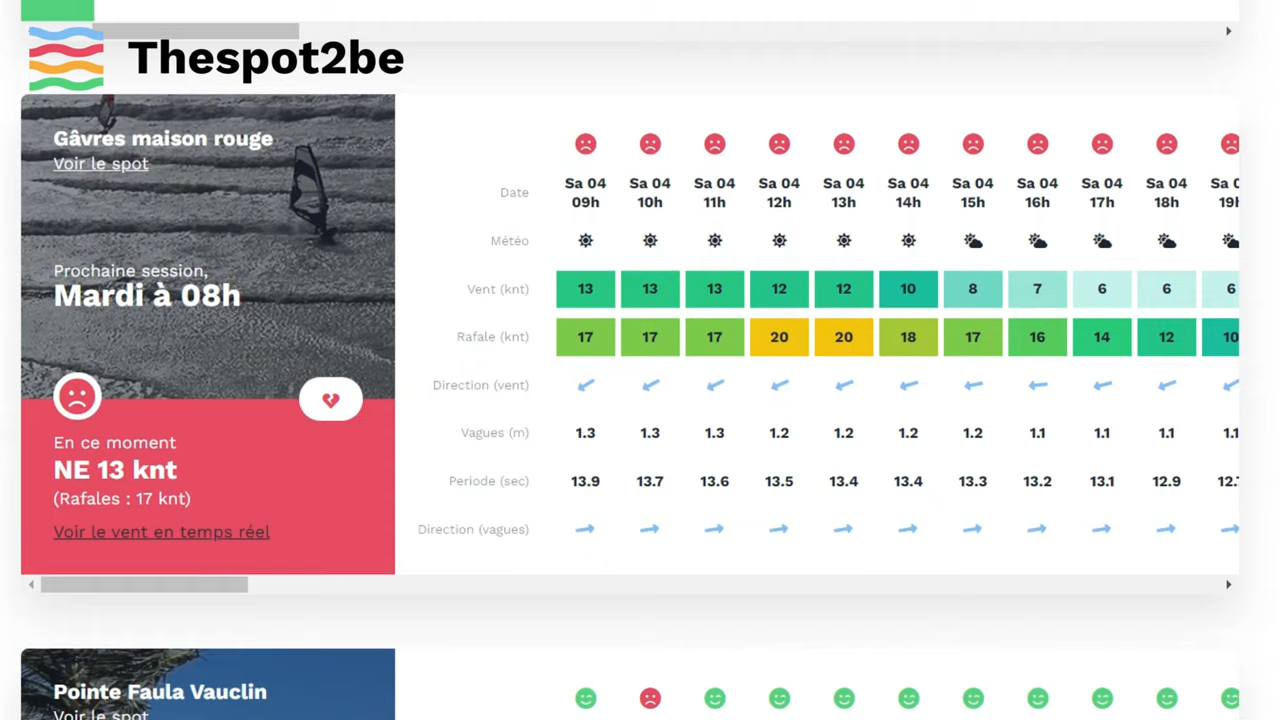 Thespot2be
Gâvres maison rouge
Voir le spot
Prochaine session,
Mardi à 08h
En ce moment
NE 13 knt
(Rafales : 17 knt)
Voir le vent en temps réel
Date Sa 04 Sa 04 Sa 04 Sa 04 Sa 04 Sa 04 Sa 04 Sa 04 Sa 04 Sa 04
09h 10h 11h 12h 13h 14h 15h 16h 17h 18h
Météo
Vent (knt) 13 13 13 12 12 10 8 7 6 6 6
Rafale (knt) 17 17 17 20 20 18 17 16 14 12 10
Direction (vent)
Vagues (m) 1.3 1.3 1.3 1.2 1.2 1.2 1.2 1.1 1.1 1.1 1.1
Periode (sec) 13.9 13.7 13.6 13.5 13.4 13.4 13.3 13.2 13.1 12.9
Direction (vagues)
Pointe Faula Vauclin
Voir le spot